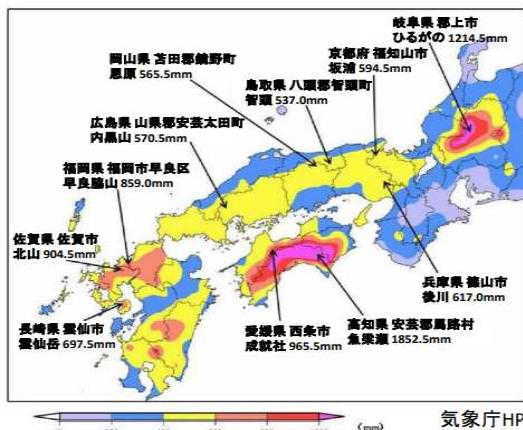 岐阜県 郡上市
ひるがの 1214.5mm
京都府 福知山市
坂浦 594.5mm
岡山県 苫田郡鏡野町
恩原 565.5mm
鳥取県 八頭郡智頭町
智頭 537.0mm
広島県 山県郡安芸太田町
内黒山 570.5mm
福岡県 福岡市早良区
早良脇山 859.0mm
佐賀県 佐賀市
北山 904.5mm
長崎県 雲仙市
雲仙岳 697.5mm
兵庫県 篠山市
後川 617.0mm
愛媛県 西条市
成就社 965.5mm
高知県 安芸郡馬路村
魚梁瀬 1852.5mm
(mm)
気象庁HP